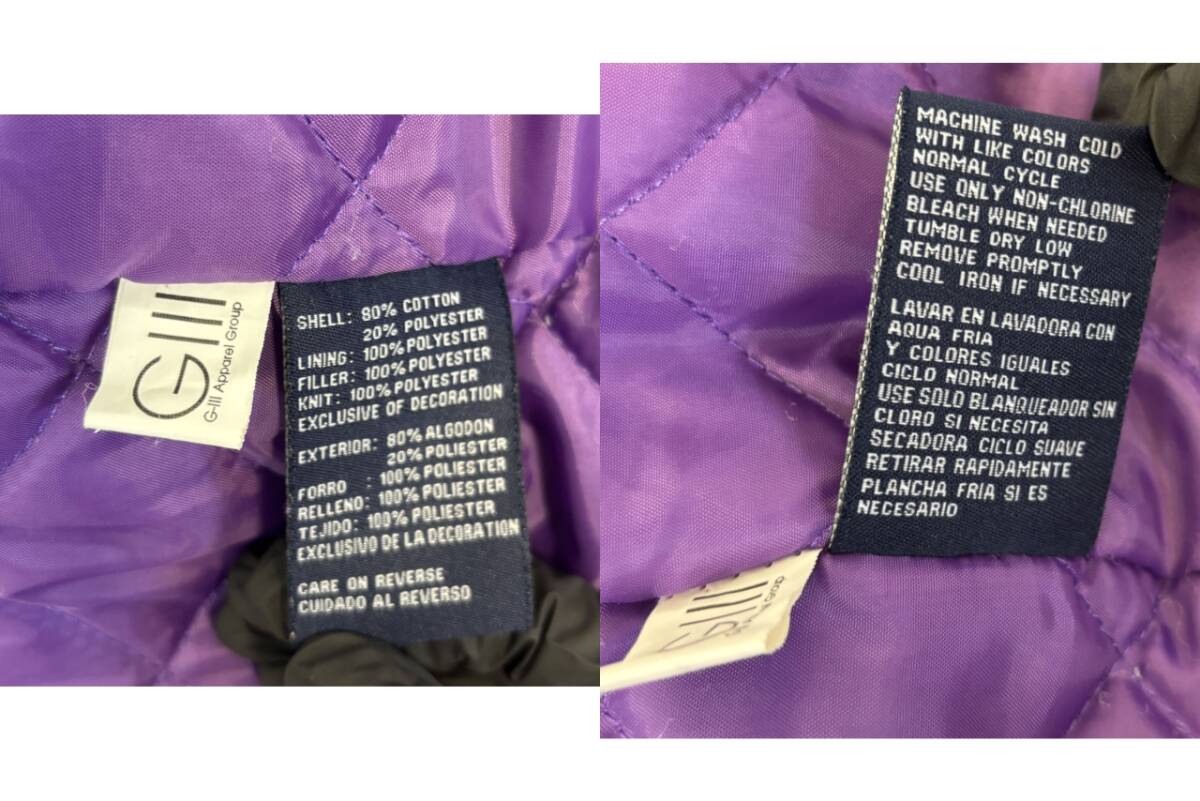 GIII
G-III Apparel Group
SHELL: 80% COTTON
20% POLYESTER
LINING: 100% POLYESTER
FILLER: 100% POLYESTER
KNIT: 100% POLYESTER
EXCLUSIVE OF DECORATION
EXTERIOR: 80% ALGODON
20% POLIESTER
FORRO : 100% POLIESTER
RELLENO: 100% POLIESTER
TEJIDO: 100% POLIESTER
EXCLUSIVO DE LA DECORATION
CARE ON REVERSE
CUIDADO AL REVERSO
MACHINE WASH COLD
WITH LIKE COLORS
NORMAL CYCLE
USE ONLY NON-CHLORINE
BLEACH WHEN NEEDED
TUMBLE DRY LOW
REMOVE PROMPTLY
COOL IRON IF NECESSARY
LAVAR EN LAVADORA CON
AQUA FRIA
Y COLORES IGUALES
CICLO NORMAL
USE SOLO BLANQUEADOR SIN
CLORO SI NECESITA
SECADORA CICLO SUAVE
RETIRAR RAPIDAMENTE
PLANCHA FRIA SI ES
NECESARIO
GIII
Group